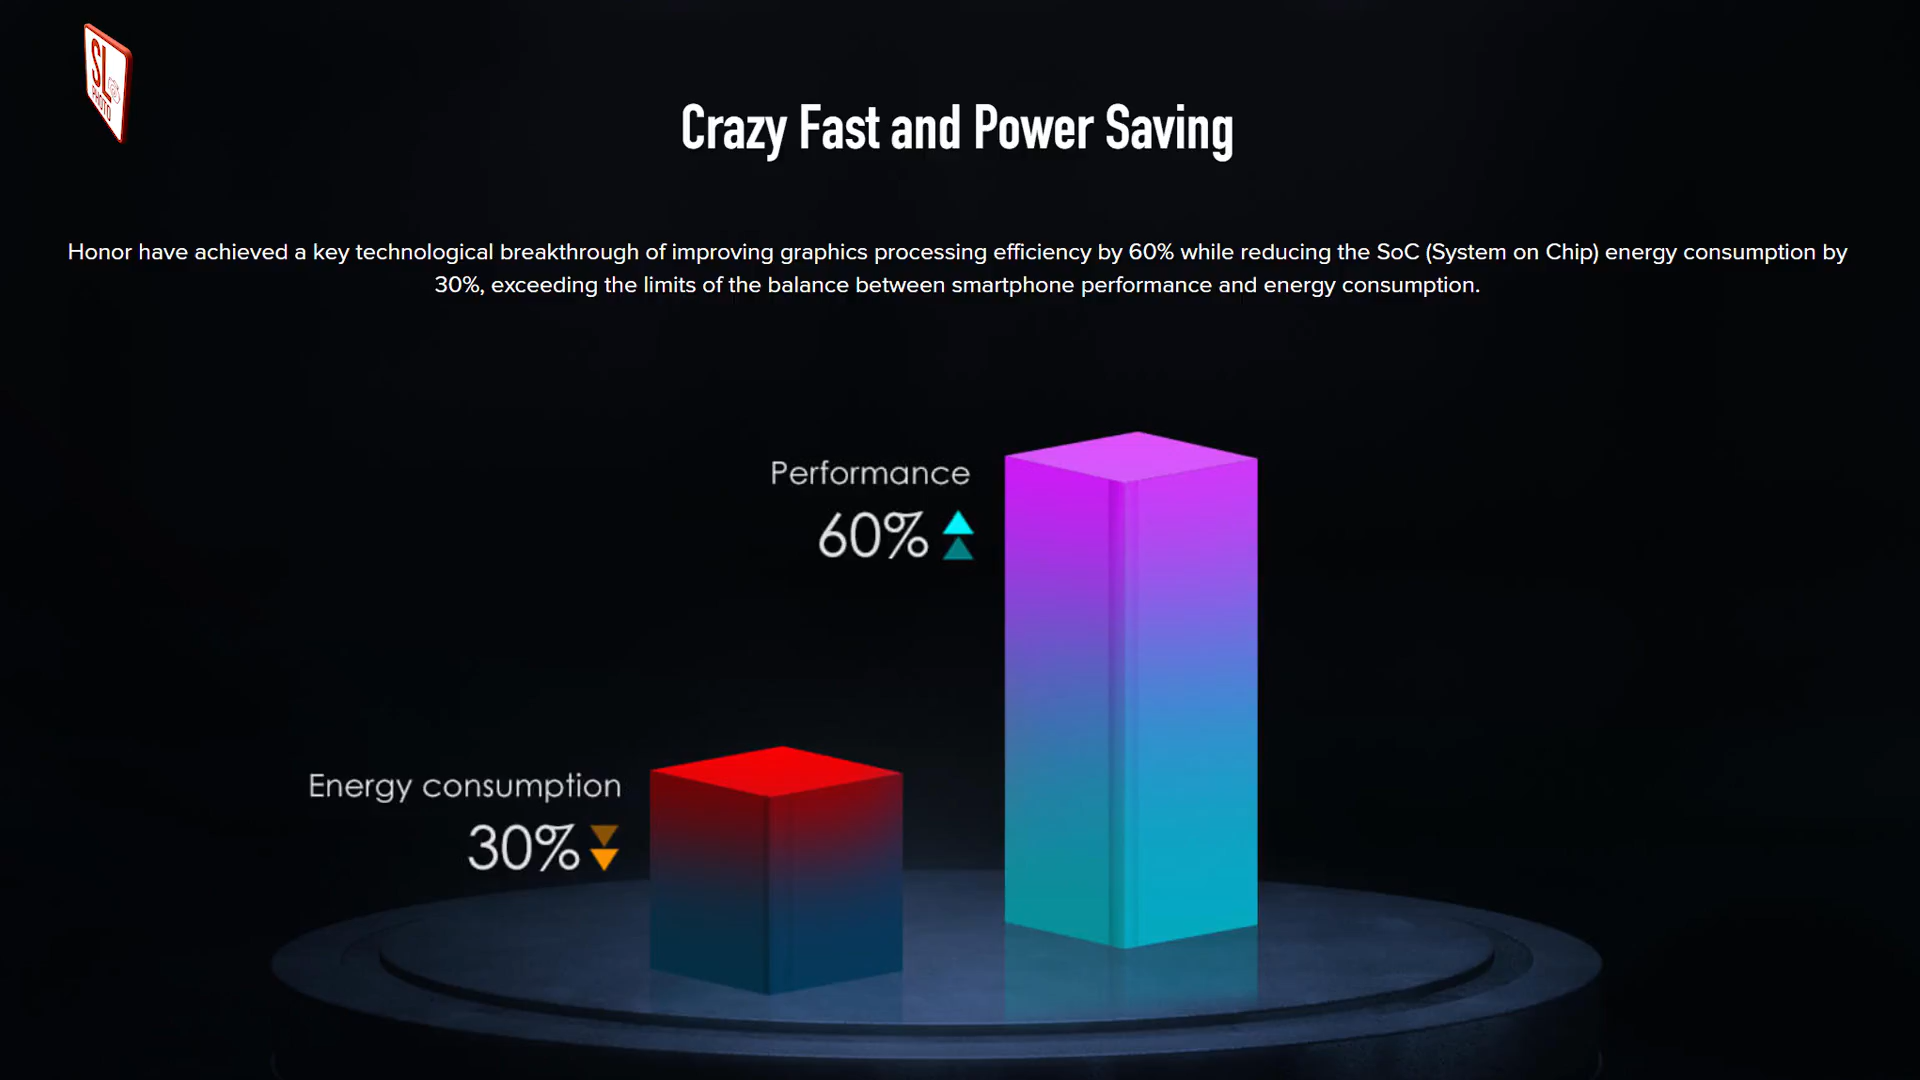 SL
PHOTO
Crazy Fast and Power Saving
Honor have achieved a key technological breakthrough of improving graphics processing efficiency by 60% while reducing the SoC (System on Chip) energy consumption by
30%, exceeding the limits of the balance between smartphone performance and energy consumption.
Performance
60%
Energy consumption
30%